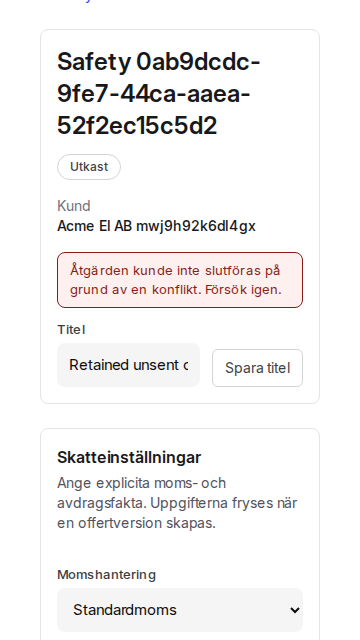 Safety 0ab9dcdc-
9fe7-44ca-aaea-
52f2ec15c5d2
Utkast
Kund
Acme El AB mwj9h92k6dl4gx
Åtgärden kunde inte slutföras på
grund av en konflikt. Försök igen.
Titel
Retained unsent
Spara titel
Skatteinställningar
Ange explicita moms- och
avdragsfakta. Uppgifterna fryses när
en offertversion skapas.
Momshantering
Standardmoms